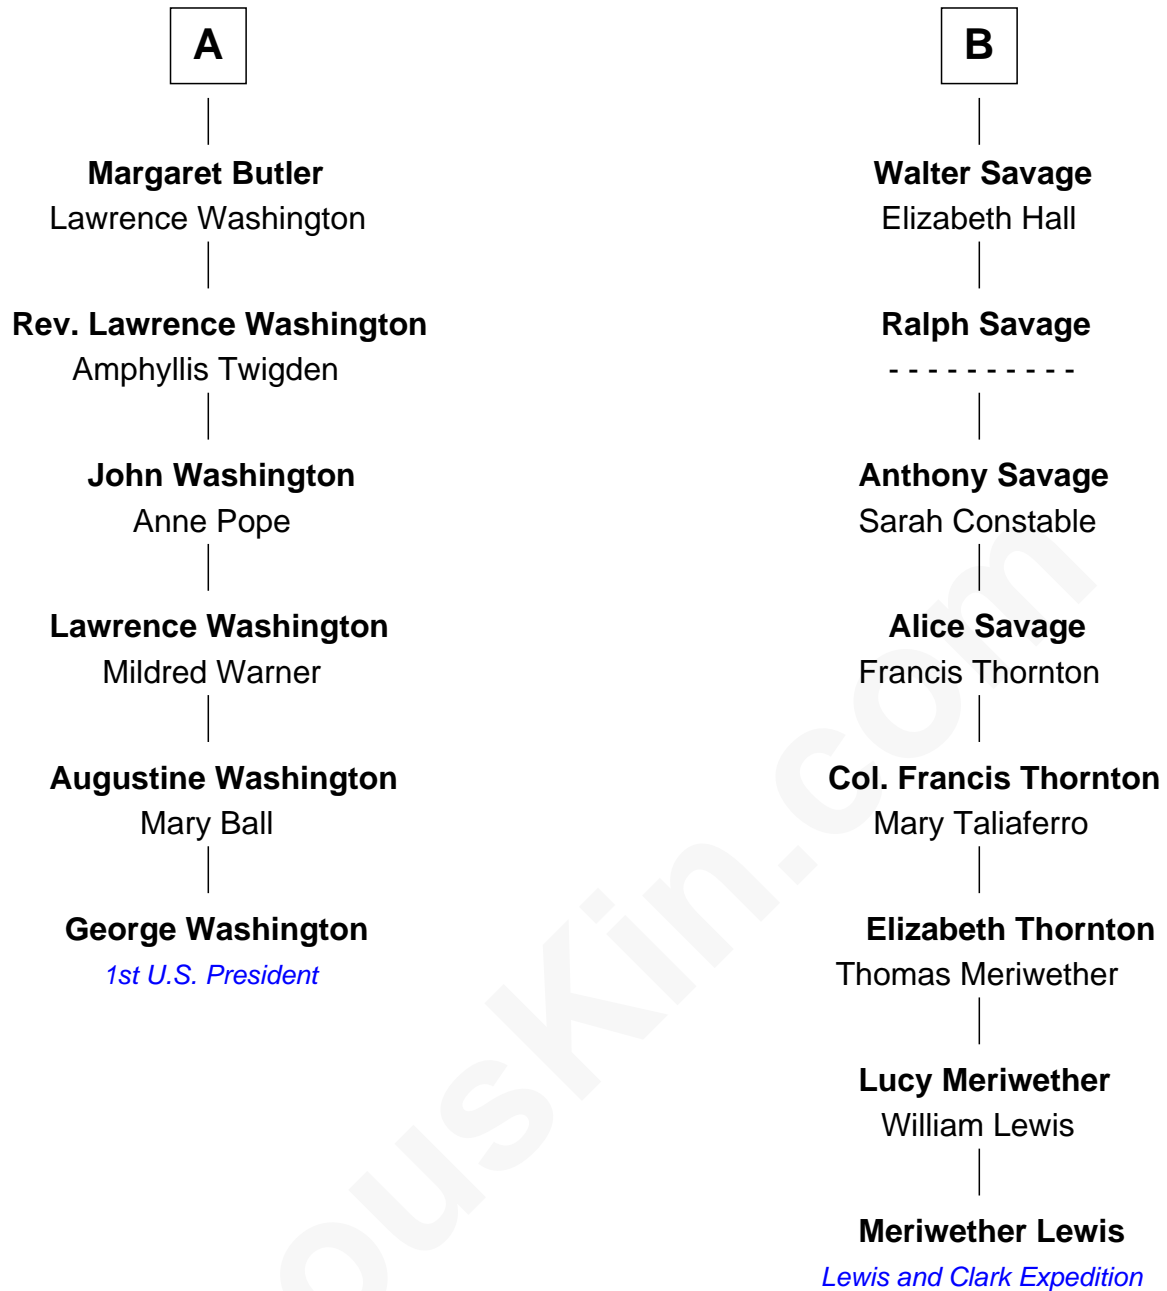 A
Margaret Butler
Lawrence Washington
Rev. Lawrence Washington
Amphyllis Twigden
John Washington
Anne Pope
Lawrence Washington
Mildred Warner
Augustine Washington
Mary Ball
George Washington
1st U.S. President
B
Walter Savage
Elizabeth Hall
Ralph Savage
- - - - - - - - - -
Anthony Savage
Sarah Constable
Alice Savage
Francis Thornton
Col. Francis Thornton
Mary Taliaferro
Elizabeth Thornton
Thomas Meriwether
Lucy Meriwether
William Lewis
Meriwether Lewis
Lewis and Clark Expedition
ousKin.com